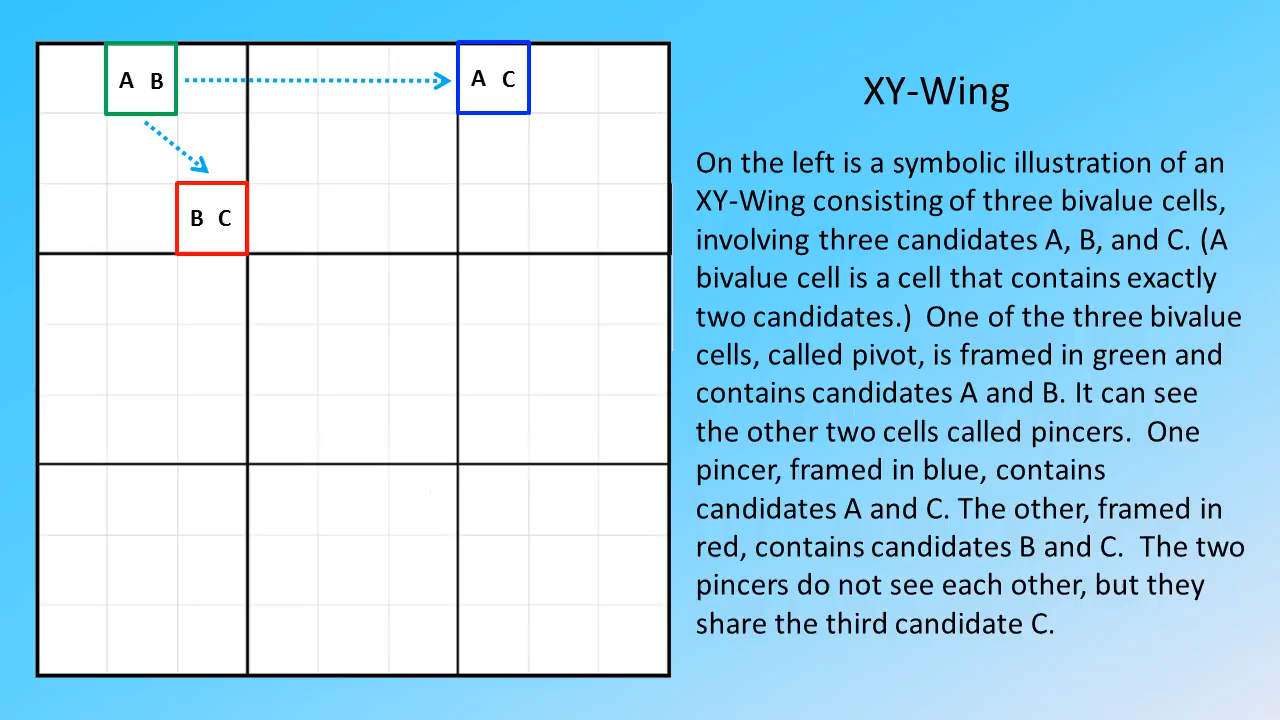 A B
A C
B C
XY-Wing
On the left is a symbolic illustration of an
XY-Wing consisting of three bivalue cells,
involving three candidates A, B, and C. (A
bivalue cell is a cell that contains exactly
two candidates.)  One of the three bivalue
cells, called pivot, is framed in green and
contains candidates A and B. It can see
the other two cells called pincers.  One
pincer, framed in blue, contains
candidates A and C. The other, framed in
red, contains candidates B and C.  The two
pincers do not see each other, but they
share the third candidate C.